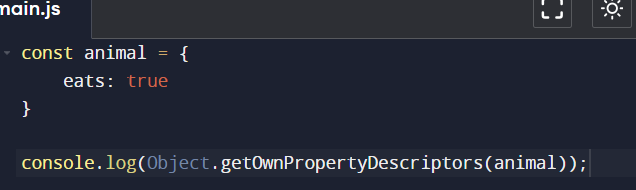 main.js
const animal = {
    eats: true
}
console.log(Object.getOwnPropertyDescriptors(animal));